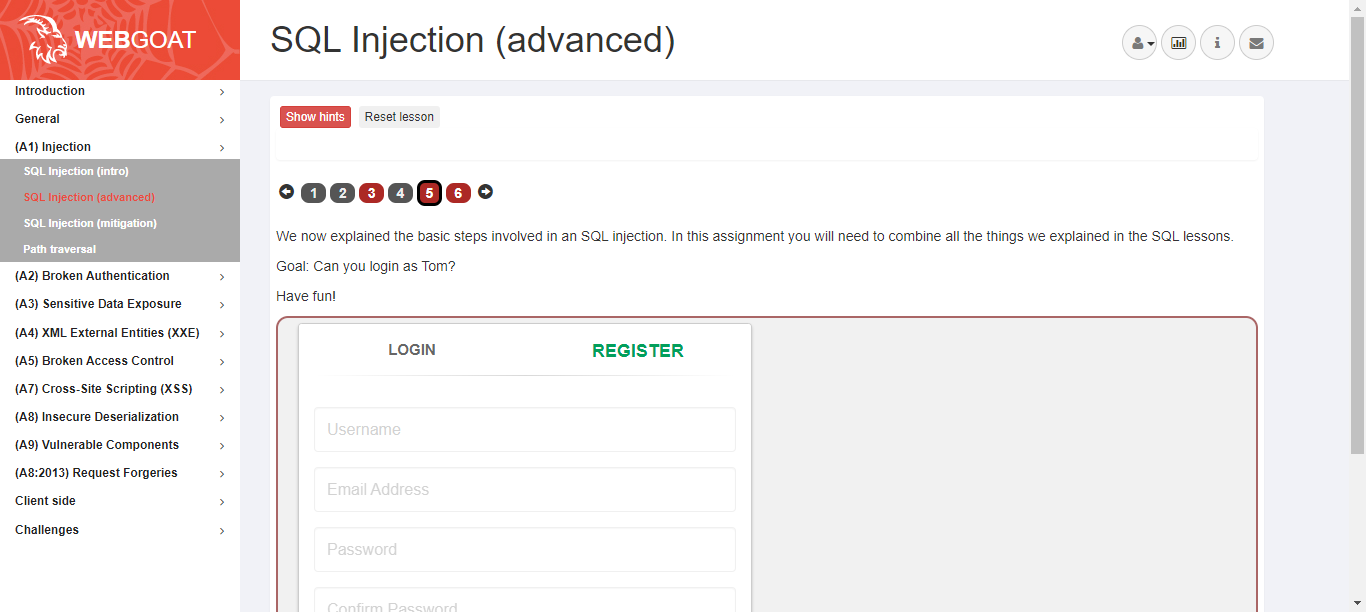 WEBGOAT
SQL Injection (advanced)
Introduction
General
(A1) Injection
SQL Injection (intro)
SQL Injection (advanced)
SQL Injection (mitigation)
Path traversal
(A2) Broken Authentication
(A3) Sensitive Data Exposure
(A4) XML External Entities (XXE)
(A5) Broken Access Control
(A7) Cross-Site Scripting (XSS)
(A8) Insecure Deserialization
(A9) Vulnerable Components
(A8:2013) Request Forgeries
Client side
Challenges
Show hints Reset lesson
1 2 3 4 5 6
We now explained the basic steps involved in an SQL injection. In this assignment you will need to combine all the things we explained in the SQL lessons.
Goal: Can you login as Tom?
Have fun!
LOGIN REGISTER
Username
Email Address
Password
Confirm Password